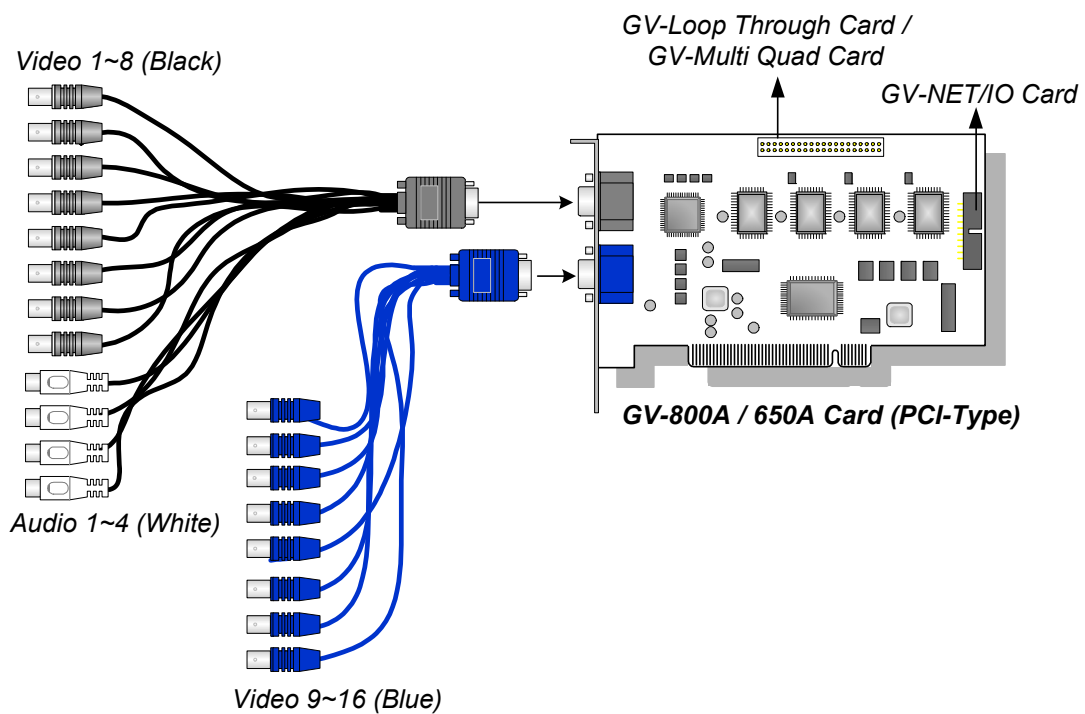 GV-Loop Through Card /
GV-Multi Quad Card
Video 1~8 (Black)
GV-NET/IO Card
GV-800A / 650A Card (PCI-Type)
Audio 1~4 (White)
Video 9~16 (Blue)